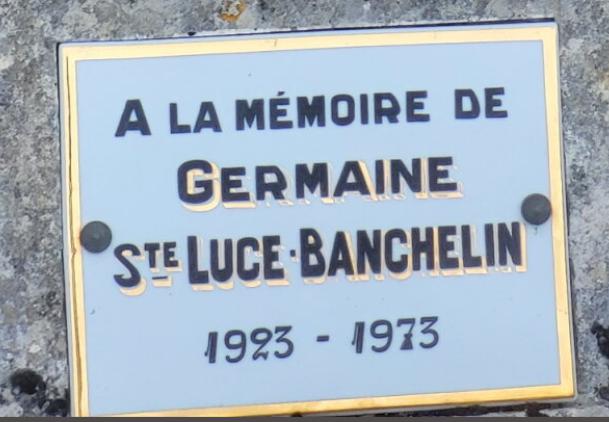 A LA MÉMOIRE DE
GERMAINE
STE LUCE-BANCHELIN
1923 - 1973